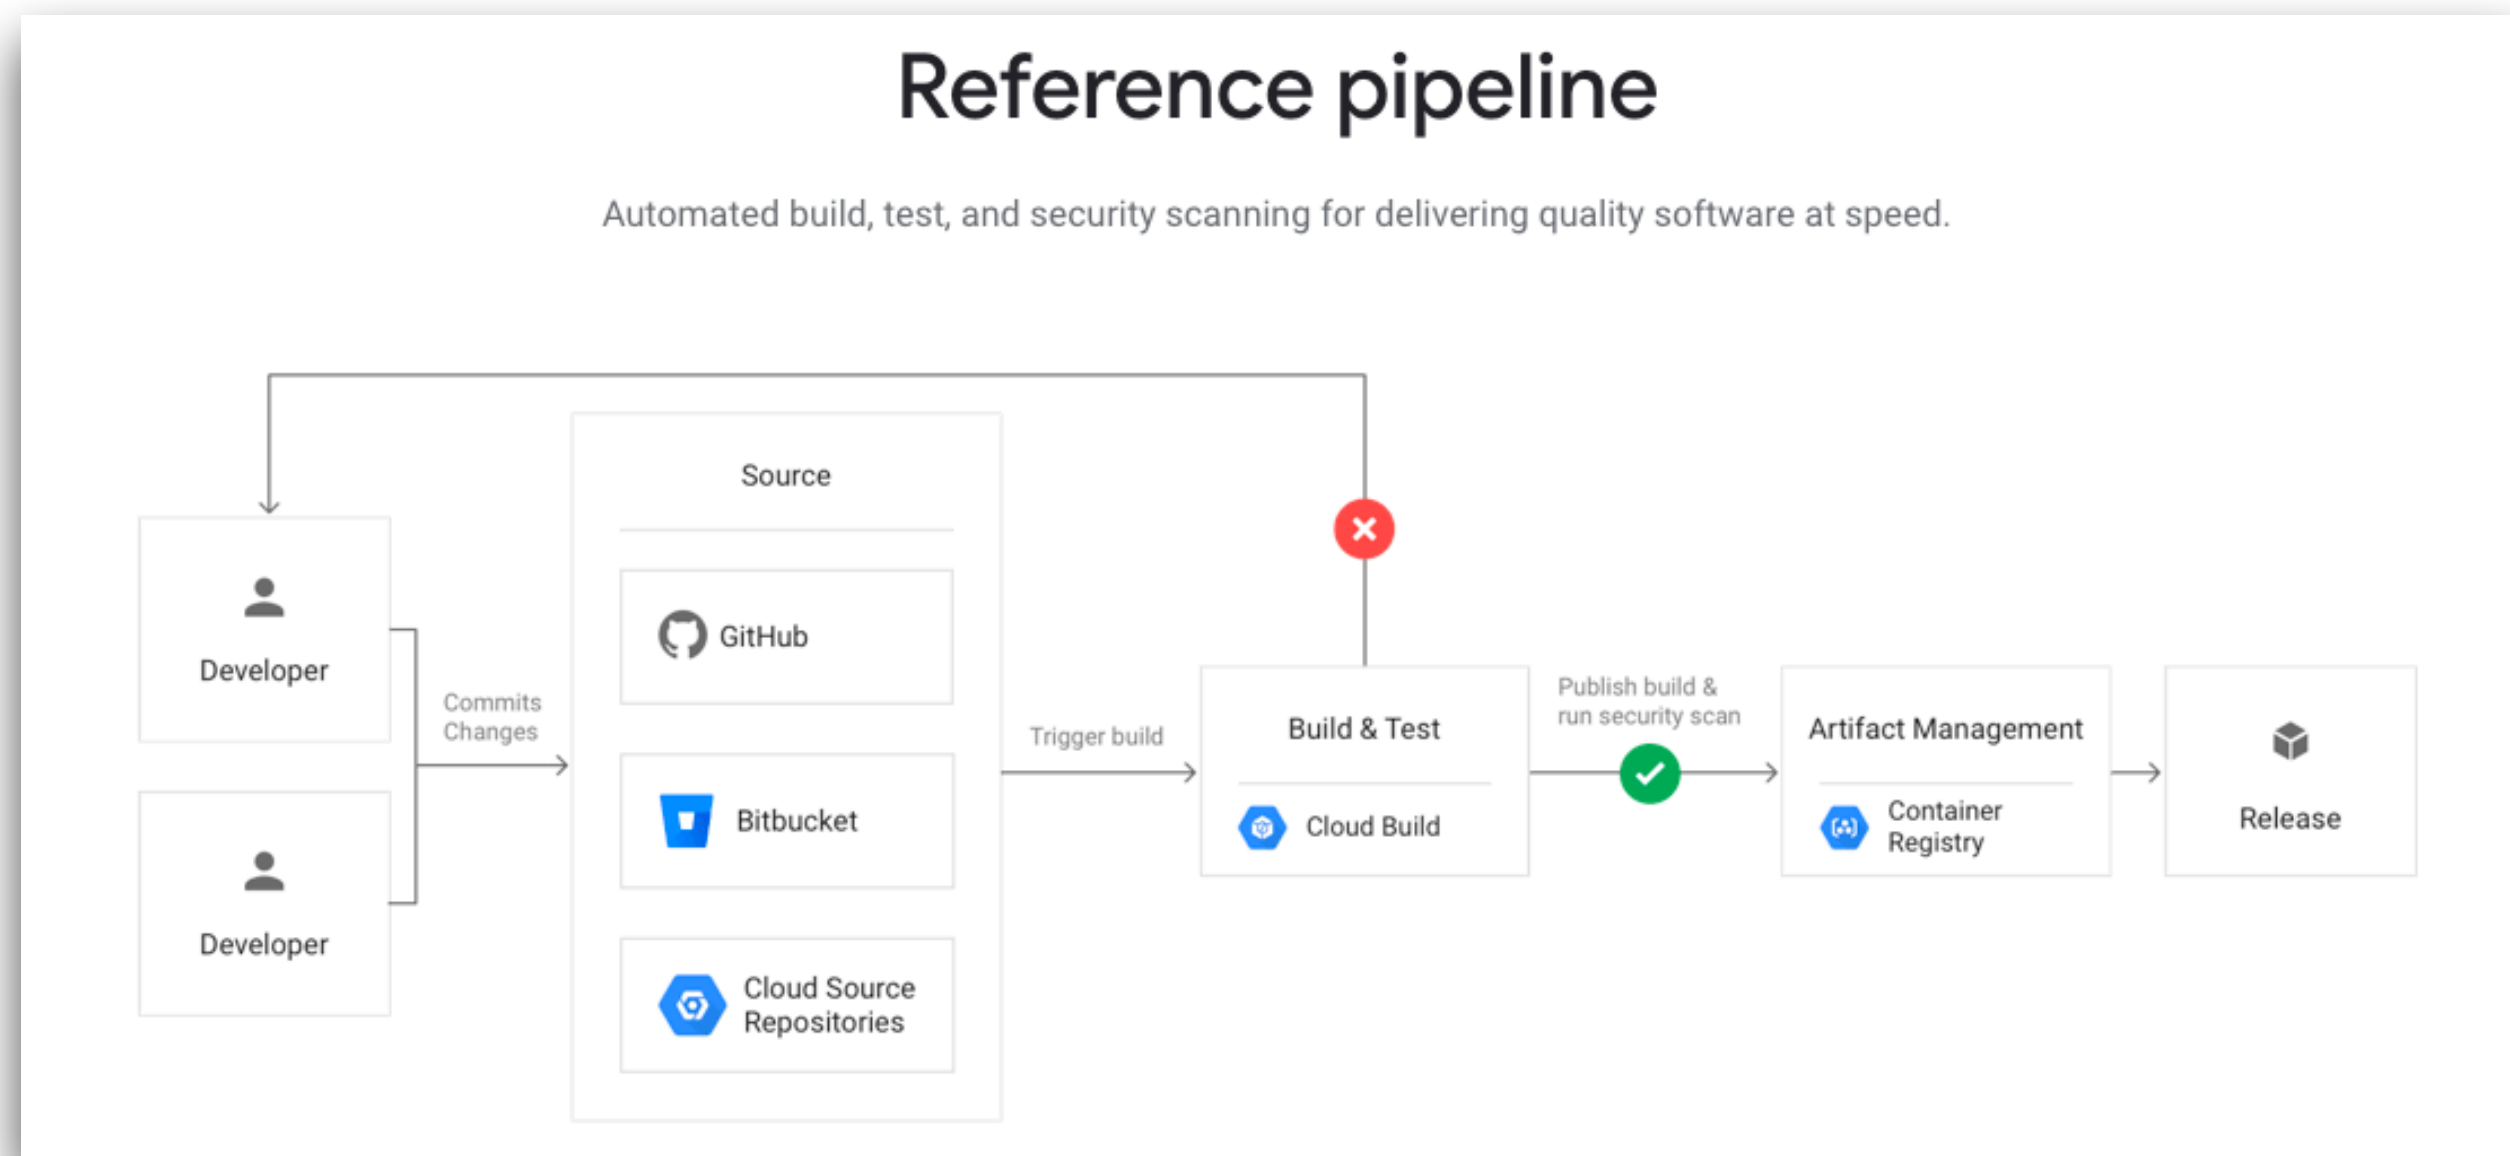 Reference pipeline
Automated build, test, and security scanning for delivering quality software at speed.
Developer
Developer
Commits
Changes
Source
GitHub
Bitbucket
Cloud Source
Repositories
Trigger build
Build & Test
Cloud Build
Publish build &
run security scan
Artifact Management
Container
Registry
Release